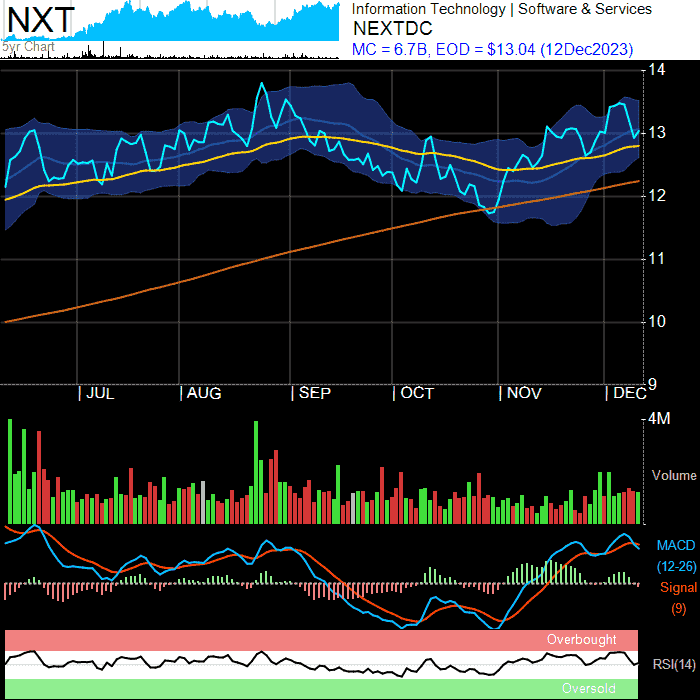 NXT
5yr Chart
Information Technology | Software & Services
NEXTDC
MC = 6.7B, EOD = $13.04 (12Dec2023)
14
13
12
11
10
9
| JUL | AUG | SEP | OCT | NOV | DEC
4M
Volume
MACD
(12-26)
Signal
(9)
Overbought
RSI(14)
Oversold